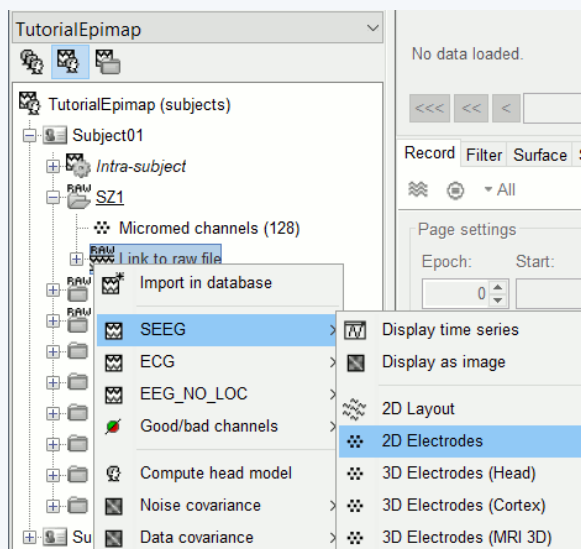 TutorialEpimap
No data loaded.
TutorialEpimap (subjects)
<<< << <
Subject01
Record Filter Surface
Intra-subject
All
SZ1
Micromed channels (128)
Page settings
Link to raw file
Epoch: Start:
Import in database
0
SEEG
Display time series
ECG
Display as image
EEG_NO_LOC
2D Layout
Good/bad channels
2D Electrodes
Compute head model
3D Electrodes (Head)
Noise covariance
3D Electrodes (Cortex)
Su
Data covariance
3D Electrodes (MRI 3D)
RAW
RAW
RAW
RAW